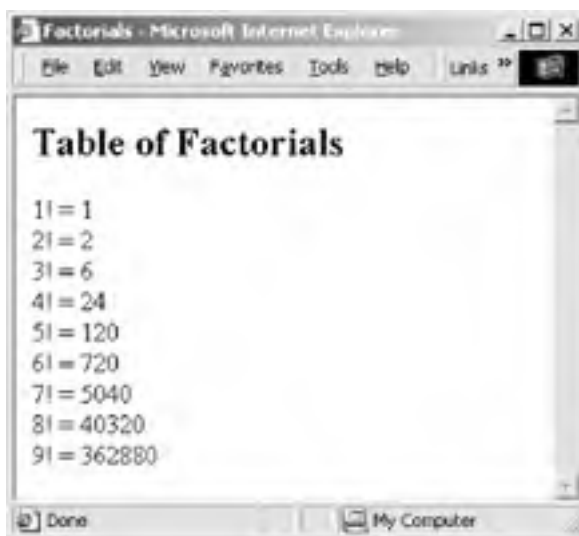 Factorials - Microsoft Internet Explorer
File Edit View Favorites Tools Help Links »
Table of Factorials
1! = 1
2! = 2
3! = 6
4! = 24
5! = 120
6! = 720
7! = 5040
8! = 40320
9! = 362880
Done My Computer